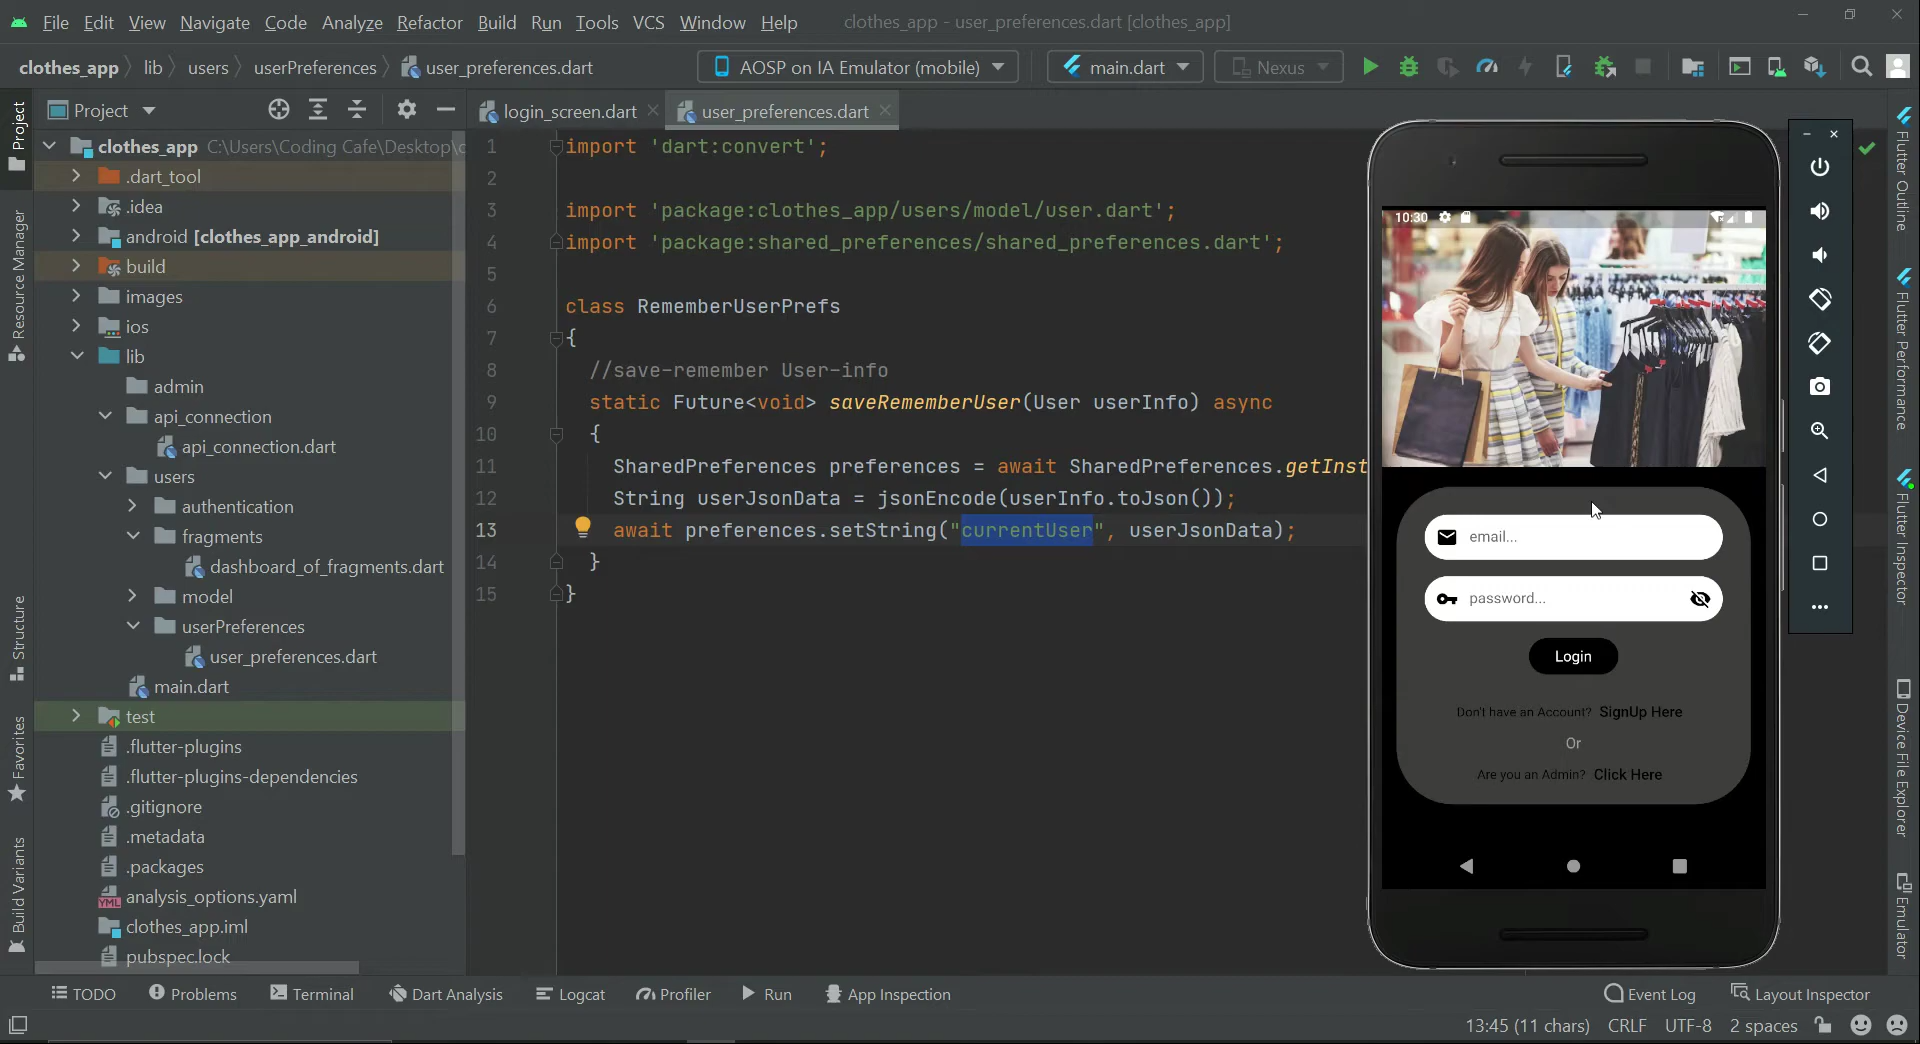 File Edit View Navigate Code Analyze Refactor Build Run Tools VCS Window Help clothes_app - user_preferences.dart [clothes_app]
clothes_app lib users userPreferences user_preferences.dart AOSP on IA Emulator (mobile) main.dart Nexus
Project
login_screen.dart user_preferences.dart
clothes_app C:\Users\Coding Cafe\Desktop\c
.dart_tool
.idea
android [clothes_app_android]
build
images
ios
lib
admin
api_connection
api_connection.dart
users
authentication
fragments
dashboard_of_fragments.dart
model
userPreferences
user_preferences.dart
main.dart
test
.flutter-plugins
.flutter-plugins-dependencies
.gitignore
.metadata
.packages
analysis_options.yaml
clothes_app.iml
pubspec.lock
Project
Resource Manager
Structure
Favorites
Build Variants
1 import 'dart:convert';
2
3 import 'package:clothes_app/users/model/user.dart';
4 import 'package:shared_preferences/shared_preferences.dart';
5
6 class RememberUserPrefs
7 {
8 //save-remember User-info
9 static Future<void> saveRememberUser(User userInfo) async
10 {
11 SharedPreferences preferences = await SharedPreferences.getInst
12 String userJsonData = jsonEncode(userInfo.toJson());
13 await preferences.setString("currentUser", userJsonData);
14 }
15 }
10:30
email...
password...
Login
Don't have an Account? SignUp Here
Or
Are you an Admin? Click Here
Flutter Outline
Flutter Performance
Flutter Inspector
Device File Explorer
Emulator
TODO Problems Terminal Dart Analysis Logcat Profiler Run App Inspection Event Log Layout Inspector
13:45 (11 chars) CRLF UTF-8 2 spaces